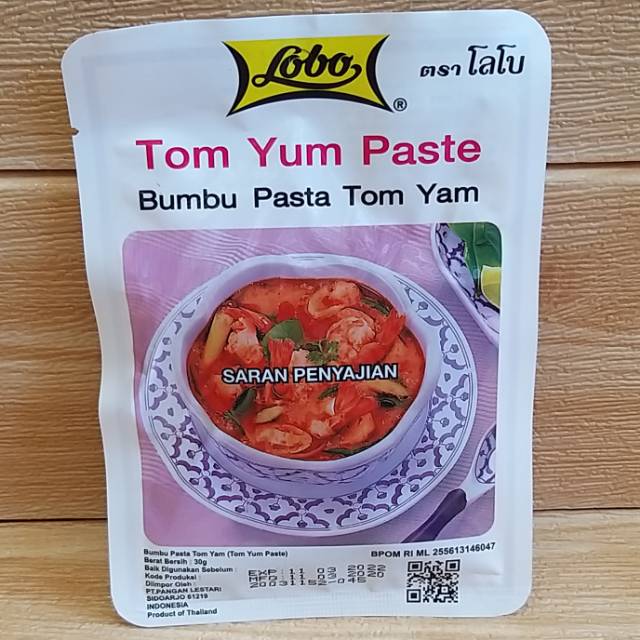 Lobo
®
ตรา โลโบ
Tom Yum Paste
Bumbu Pasta Tom Yam
SARAN PENYAJIAN
Bumbu Pasta Tom Yam (Tom Yum Paste)
Berat Bersih : 30g
Baik Digunakan Sebelum :
Kode Produksi :
Diimpor Oleh :
PT.PANGAN LESTARI
SIDOARJO 61219
INDONESIA
Product of Thailand
BPOM RI ML 255613146047